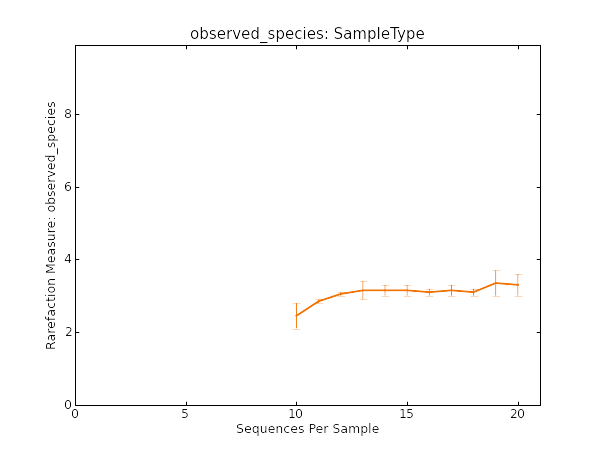 observed_species: SampleType
Rarefaction Measure: observed_species
8
6
4
2
0
0 5 10 15 20
Sequences Per Sample